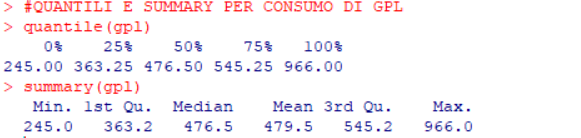 > #QUANTILI E SUMMARY PER CONSUMO DI GPL
> quantile(gpl)
0% 25% 50% 75% 100%
245.00 363.25 476.50 545.25 966.00
> summary(gpl)
Min. 1st Qu. Median Mean 3rd Qu. Max.
245.0 363.2 476.5 479.5 545.2 966.0